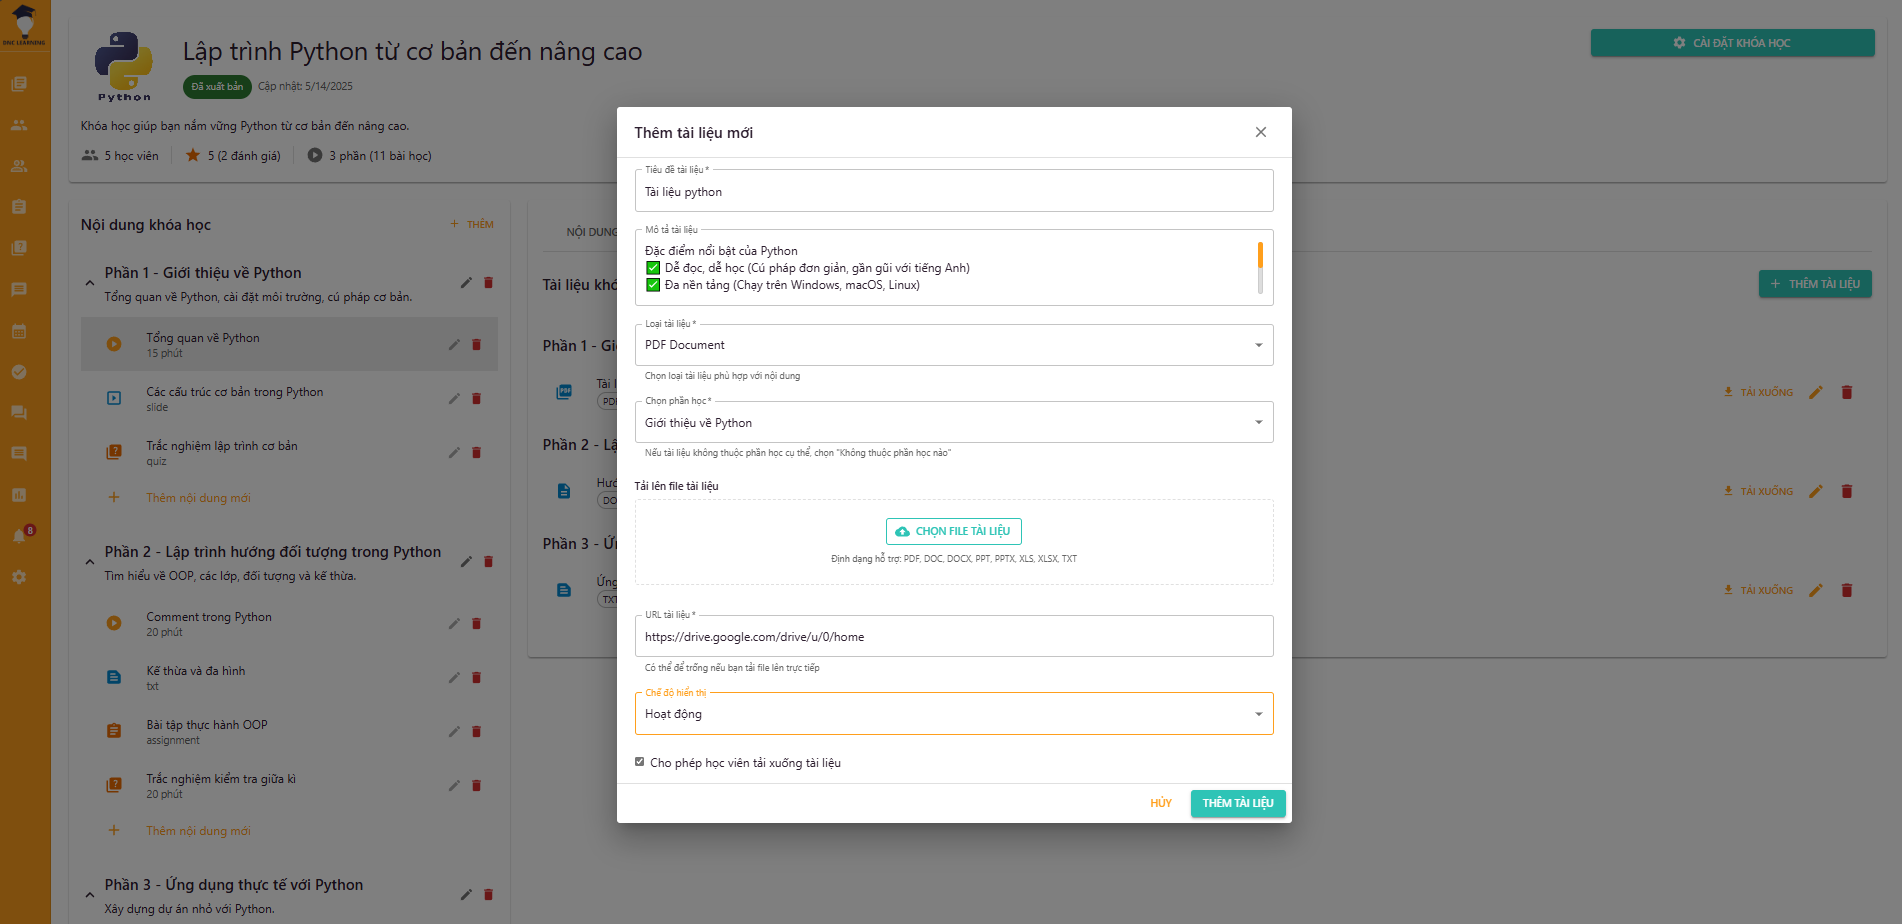 DNC LEARNING
Python
Lập trình Python từ cơ bản đến nâng cao
Đã xuất bản
Cập nhật: 5/14/2025
CÀI ĐẶT KHÓA HỌC
Khóa học giúp bạn nắm vững Python từ cơ bản đến nâng cao.
5 học viên
5 (2 đánh giá)
3 phần (11 bài học)
8
Nội dung khóa học
THÊM
Phần 1 - Giới thiệu về Python
Tổng quan về Python, cài đặt môi trường, cú pháp cơ bản.
Tổng quan về Python
15 phút
Các cấu trúc cơ bản trong Python
slide
Trắc nghiệm lập trình cơ bản
quiz
Thêm nội dung mới
Phần 2 - Lập trình hướng đối tượng trong Python
Tìm hiểu về OOP, các lớp, đối tượng và kế thừa.
Comment trong Python
20 phút
Kế thừa và đa hình
txt
Bài tập thực hành OOP
assignment
Trắc nghiệm kiểm tra giữa kì
20 phút
Thêm nội dung mới
Phần 3 - Ứng dụng thực tế với Python
Xây dựng dự án nhỏ với Python.
NỘI DUNG
Tài liệu khó
THÊM TÀI LIỆU
Phần 1 - Gi
Tài l
PD
TẢI XUỐNG
Phần 2 - Lậ
Hướ
DO
TẢI XUỐNG
Phần 3 - Ứ
Ứng
TXT
TẢI XUỐNG
Thêm tài liệu mới
Tiêu đề tài liệu *
Tài liệu python
Mô tả tài liệu
Đặc điểm nổi bật của Python
✅ Dễ đọc, dễ học (Cú pháp đơn giản, gần gũi với tiếng Anh)
✅ Đa nền tảng (Chạy trên Windows, macOS, Linux)
Loại tài liệu *
PDF Document
Chọn loại tài liệu phù hợp với nội dung
Chọn phần học *
Giới thiệu về Python
Nếu tài liệu không thuộc phần học cụ thể, chọn "Không thuộc phần học nào"
Tải lên file tài liệu
CHỌN FILE TÀI LIỆU
Định dạng hỗ trợ: PDF, DOC, DOCX, PPT, PPTX, XLS, XLSX, TXT
URL tài liệu *
https://drive.google.com/drive/u/0/home
Có thể để trống nếu bạn tải file lên trực tiếp
Chế độ hiển thị
Hoạt động
Cho phép học viên tải xuống tài liệu
HỦY
THÊM TÀI LIỆU